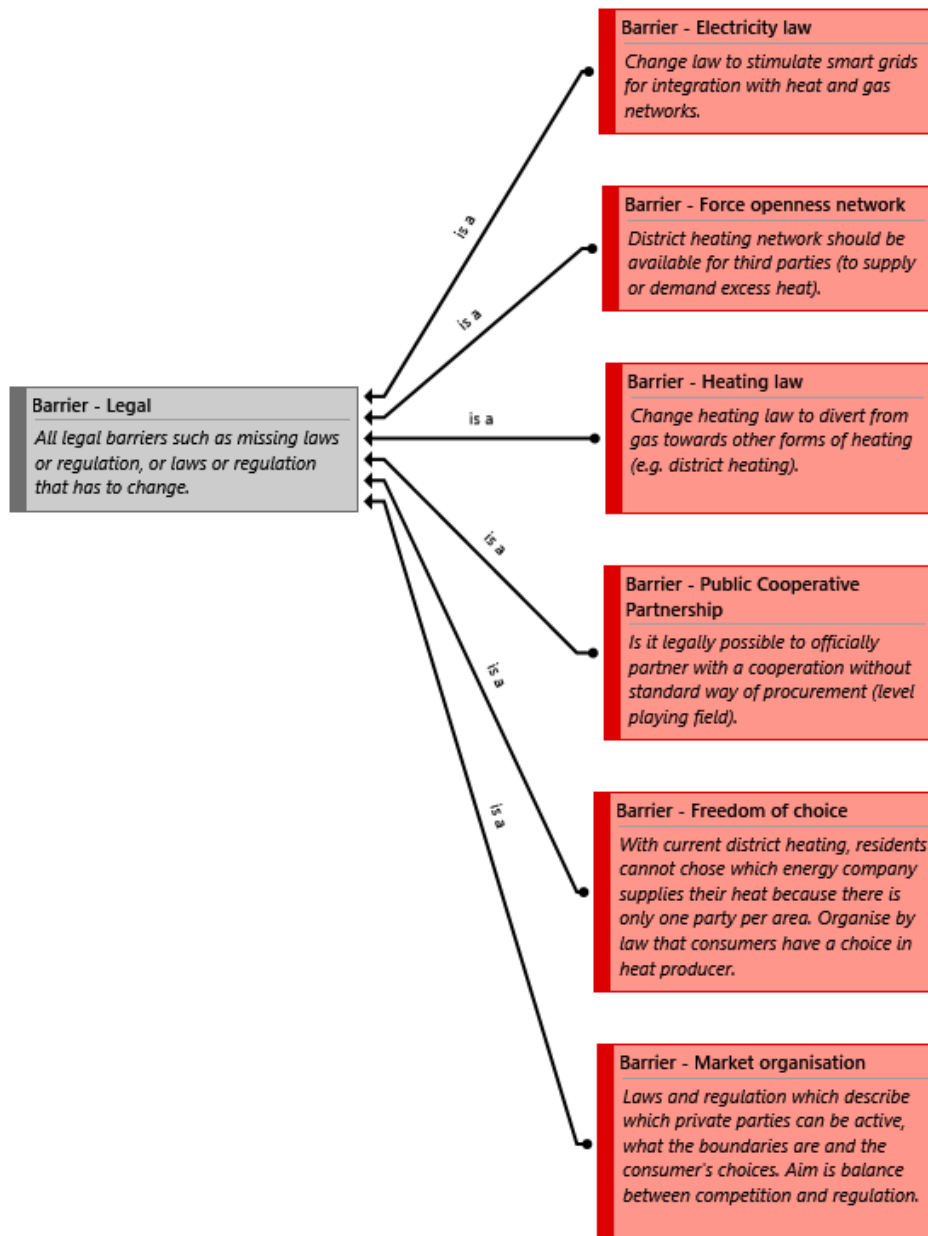 Barrier - Electricity law
Change law to stimulate smart grids
for integration with heat and gas
networks.
is a
Barrier - Force openness network
District heating network should be
available for third parties (to supply
or demand excess heat).
is a
Barrier - Legal
All legal barriers such as missing laws
or regulation, or laws or regulation
that has to change.
is a
Barrier - Heating law
Change heating law to divert from
gas towards other forms of heating
(e.g. district heating).
is a
Barrier - Public Cooperative
Partnership
Is it legally possible to officially
partner with a cooperation without
standard way of procurement (level
playing field).
is a
Barrier - Freedom of choice
With current district heating, residents
cannot chose which energy company
supplies their heat because there is
only one party per area. Organise by
law that consumers have a choice in
heat producer.
is a
Barrier - Market organisation
Laws and regulation which describe
which private parties can be active,
what the boundaries are and the
consumer's choices. Aim is balance
between competition and regulation.